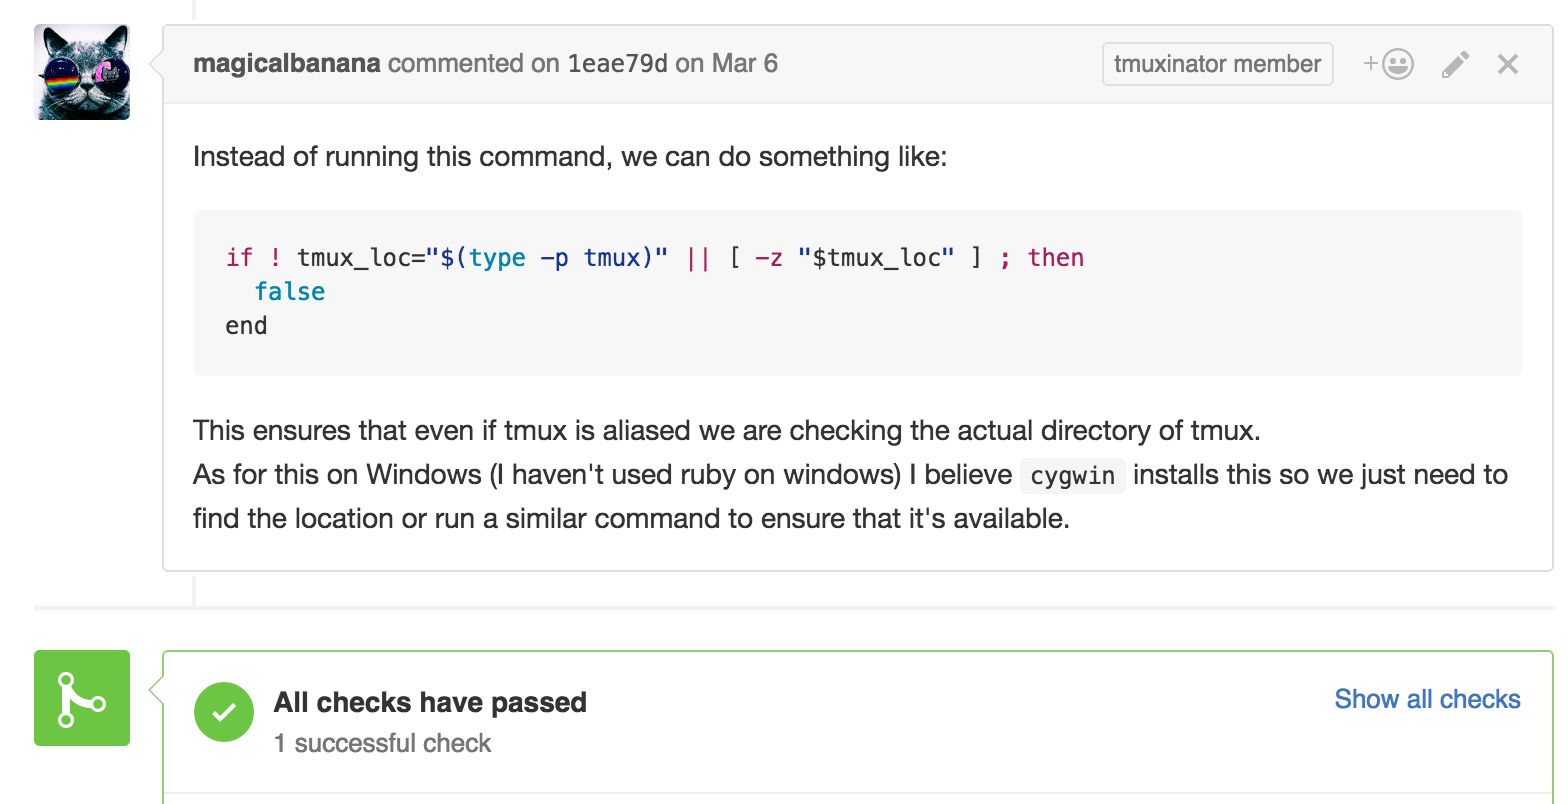 magicalbanana commented on 1eae79d on Mar 6
tmuxinator member
Instead of running this command, we can do something like:
if ! tmux_loc="$(type -p tmux)" || [ -z "$tmux_loc" ] ; then
  false
end
This ensures that even if tmux is aliased we are checking the actual directory of tmux.
As for this on Windows (I haven't used ruby on windows) I believe cygwin installs this so we just need to
find the location or run a similar command to ensure that it's available.
All checks have passed
Show all checks
1 successful check